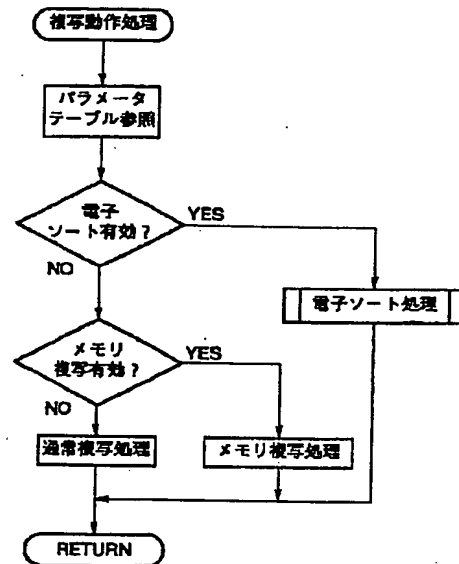 複写動作処理
パラメータ
テーブル参照
電子
ソート有効？
YES
NO
電子ソート処理
メモリ
複写有効？
YES
NO
通常複写処理
メモリ複写処理
RETURN